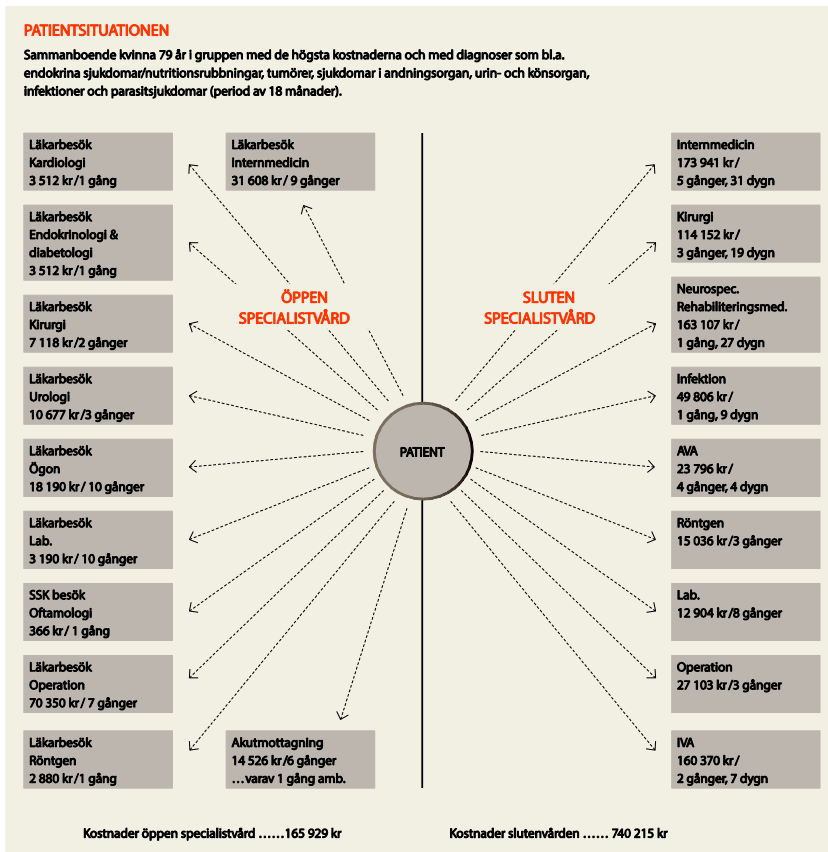 PATIENTSITUATIONEN
Sammanboende kvinna 79 år i gruppen med de högsta kostnaderna och med diagnoser som bl.a.
endokrina sjukdomar/nutritionsrubbningar, tumörer, sjukdomar i andningsorgan, urin- och könsorgan,
infektioner och parasitsjukdomar (period av 18 månader).
Läkarbesök
Kardiologi
3 512 kr/1 gång
Läkarbesök
Internmedicin
31 608 kr/ 9 gånger
Läkarbesök
Endokrinologi &
diabetologi
3 512 kr/1 gång
Läkarbesök
Kirurgi
7 118 kr/2 gånger
Läkarbesök
Urologi
10 677 kr/3 gånger
Läkarbesök
Ögon
18 190 kr/ 10 gånger
Läkarbesök
Lab.
3 190 kr/ 10 gånger
SSK besök
Oftamologi
366 kr/ 1 gång
Läkarbesök
Operation
70 350 kr/ 7 gånger
Läkarbesök
Röntgen
2 880 kr/1 gång
Akutmottagning
14 526 kr/6 gånger
…varav 1 gång amb.
ÖPPEN
SPECIALISTVÅRD
PATIENT
SLUTEN
SPECIALISTVÅRD
Internmedicin
173 941 kr/
5 gånger, 31 dygn
Kirurgi
114 152 kr/
3 gånger, 19 dygn
Neurospec.
Rehabiliteringsmed.
163 107 kr/
1 gång, 27 dygn
Infektion
49 806 kr/
1 gång, 9 dygn
AVA
23 796 kr/
4 gånger, 4 dygn
Röntgen
15 036 kr/3 gånger
Lab.
12 904 kr/8 gånger
Operation
27 103 kr/3 gånger
IVA
160 370 kr/
2 gånger, 7 dygn
Kostnader öppen specialistvård ……165 929 kr
Kostnader slutenvården …… 740 215 kr